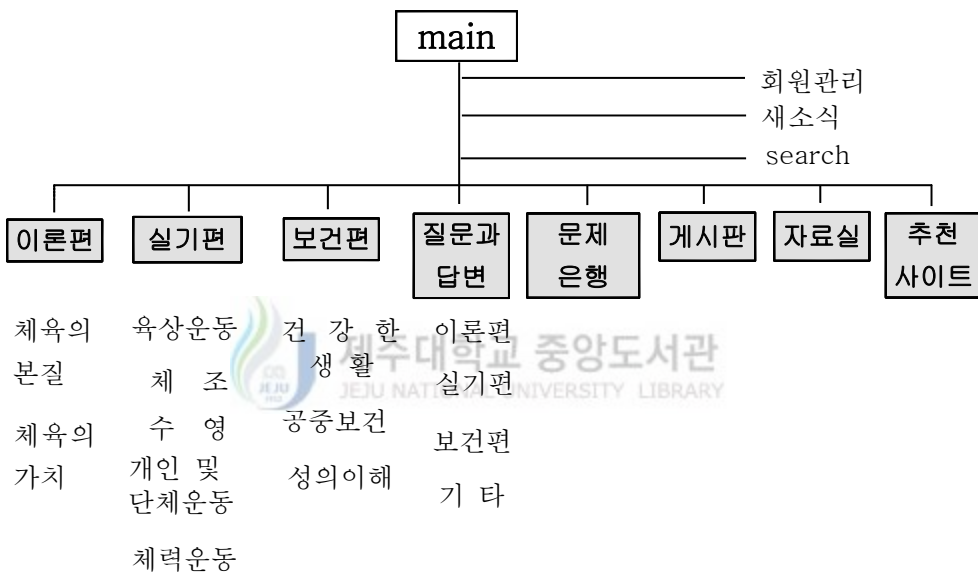 main
회원관리
새소식
search
이론편
실기편
보건편
질문과
답변
문제
은행
게시판
자료실
추천
사이트
체육의
본질
체육의
가치
육상운동
체 조
수 영
개인 및
단체운동
체력운동
건 강 한
생 활
공중보건
성의이해
이론편
실기편
보건편
기 타
제주대학교 중앙도서관
JEJU NATIONAL UNIVERSITY LIBRARY
JEJU
1952